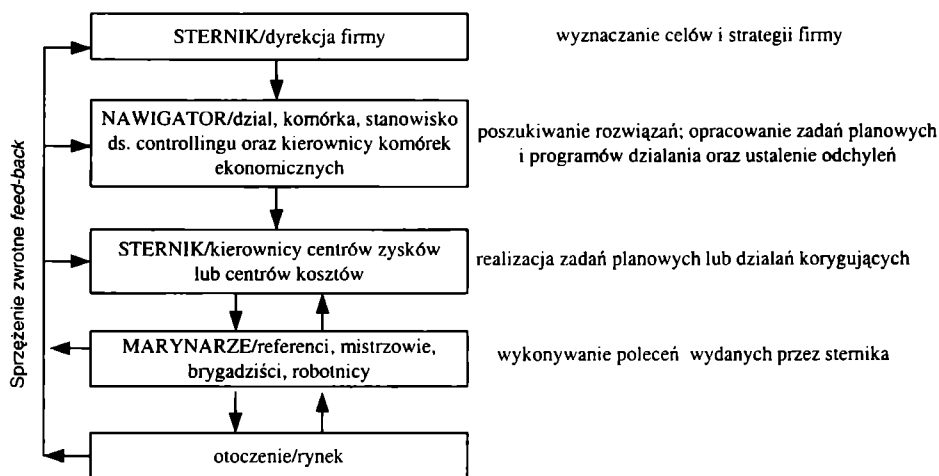 STERNIK/dyrekcja firmy
wyznaczanie celów i strategii firmy
NAWIGATOR/dział, komórka, stanowisko
ds. controllingu oraz kierownicy komórek
ekonomicznych
poszukiwanie rozwiązań; opracowanie zadań planowych
i programów działania oraz ustalenie odchyleń
STERNIK/kierownicy centrów zysków
lub centrów kosztów
realizacja zadań planowych lub działań korygujących
MARYNARZE/referenci, mistrzowie,
brygadziści, robotnicy
wykonywanie poleceń wydanych przez sternika
otoczenie/rynek
Sprzężenie zwrotne feed-back